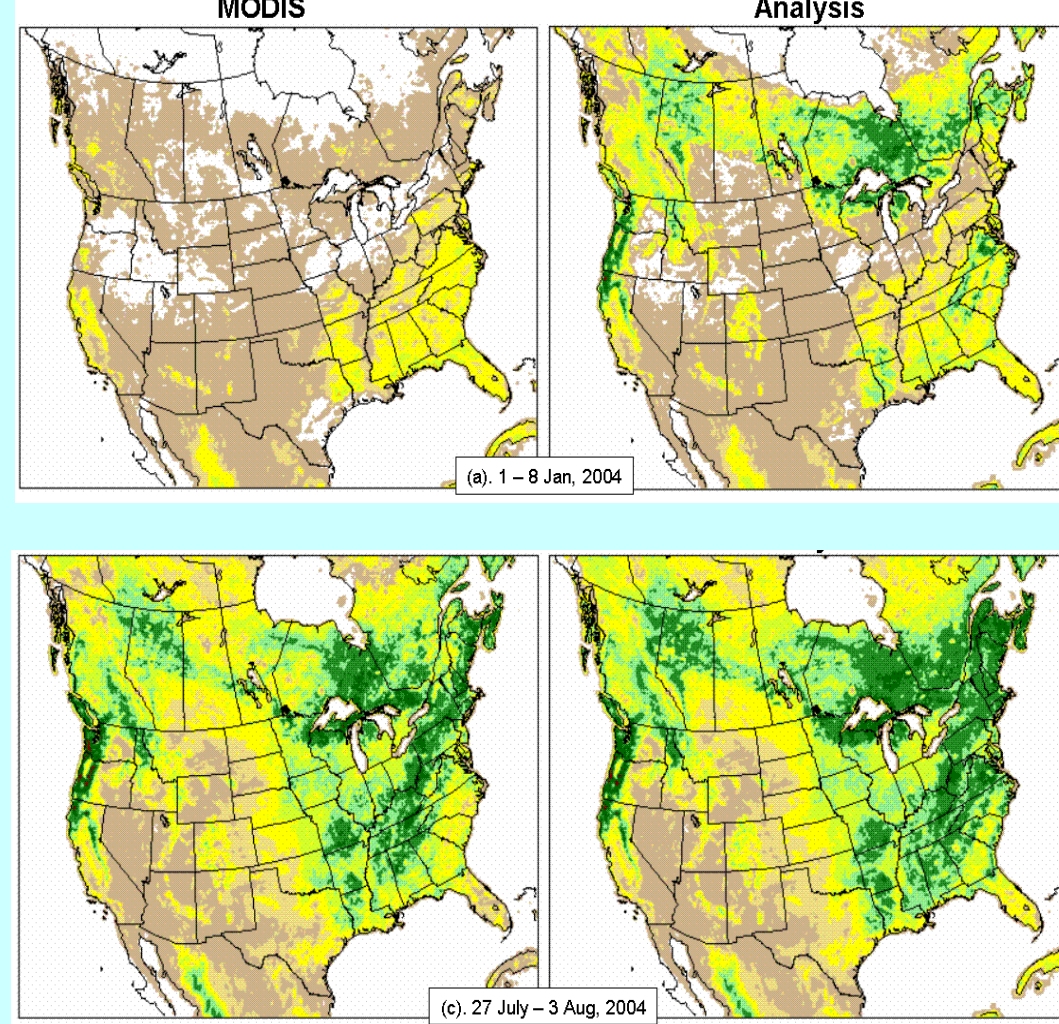 MODIS
Analysis
(a). 1 – 8 Jan, 2004
(c). 27 July – 3 Aug, 2004